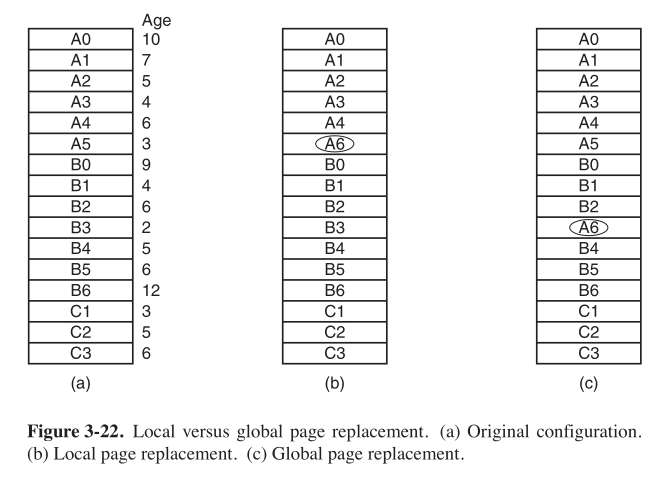 Age
A0 10 A0 A0
A1 7 A1 A1
A2 5 A2 A2
A3 4 A3 A3
A4 6 A4 A4
A5 3 A6 A5
B0 9 B0 B0
B1 4 B1 B1
B2 6 B2 B2
B3 2 B3 A6
B4 5 B4 B4
B5 6 B5 B5
B6 12 B6 B6
C1 3 C1 C1
C2 5 C2 C2
C3 6 C3 C3
(a) (b) (c)
Figure 3-22. Local versus global page replacement. (a) Original configuration.
(b) Local page replacement. (c) Global page replacement.